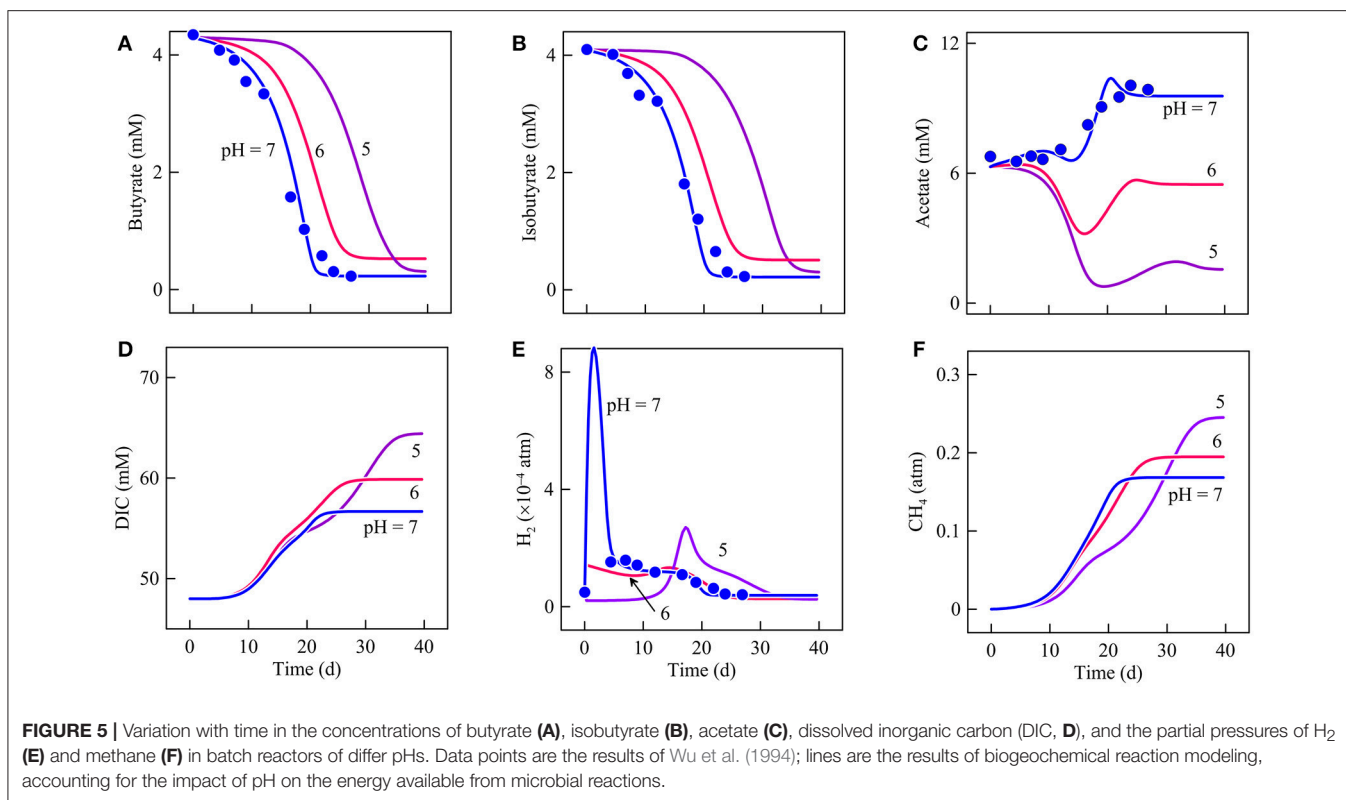 A
4
2
0
Butyrate (mM)
pH = 7
6
5
B
4
2
0
Isobutyrate (mM)
C
12
6
0
Acetate (mM)
pH = 7
6
5
D
70
60
50
DIC (mM)
5
6
pH = 7
0 10 20 30 40
Time (d)
E
8
4
0
H₂ (×10⁻⁴ atm)
pH = 7
5
6
0 10 20 30 40
Time (d)
F
0.3
0.2
0.1
0
CH₄ (atm)
5
6
pH = 7
0 10 20 30 40
Time (d)
FIGURE 5 | Variation with time in the concentrations of butyrate (A), isobutyrate (B), acetate (C), dissolved inorganic carbon (DIC, D), and the partial pressures of H₂
(E) and methane (F) in batch reactors of differ pHs. Data points are the results of Wu et al. (1994); lines are the results of biogeochemical reaction modeling,
accounting for the impact of pH on the energy available from microbial reactions.